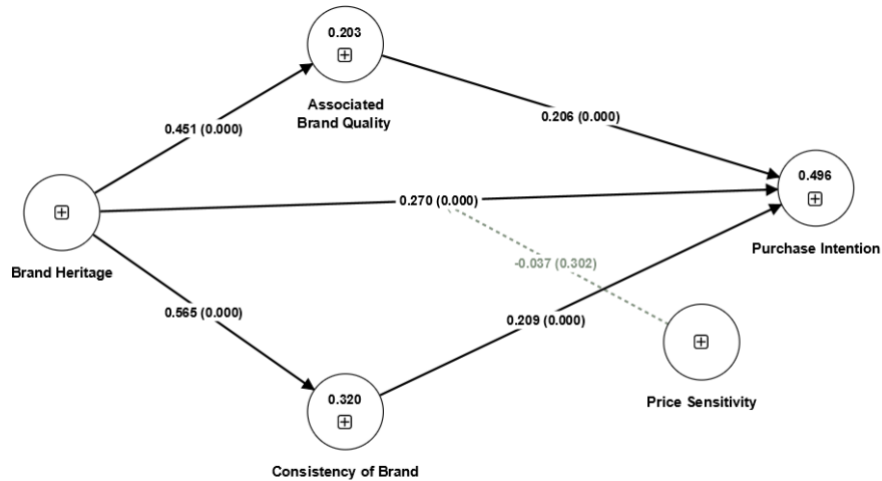 0.203
Associated
Brand Quality
0.451 (0.000)
0.206 (0.000)
0.496
Purchase Intention
0.270 (0.000)
Brand Heritage
-0.037 (0.302)
0.565 (0.000)
0.209 (0.000)
Price Sensitivity
0.320
Consistency of Brand